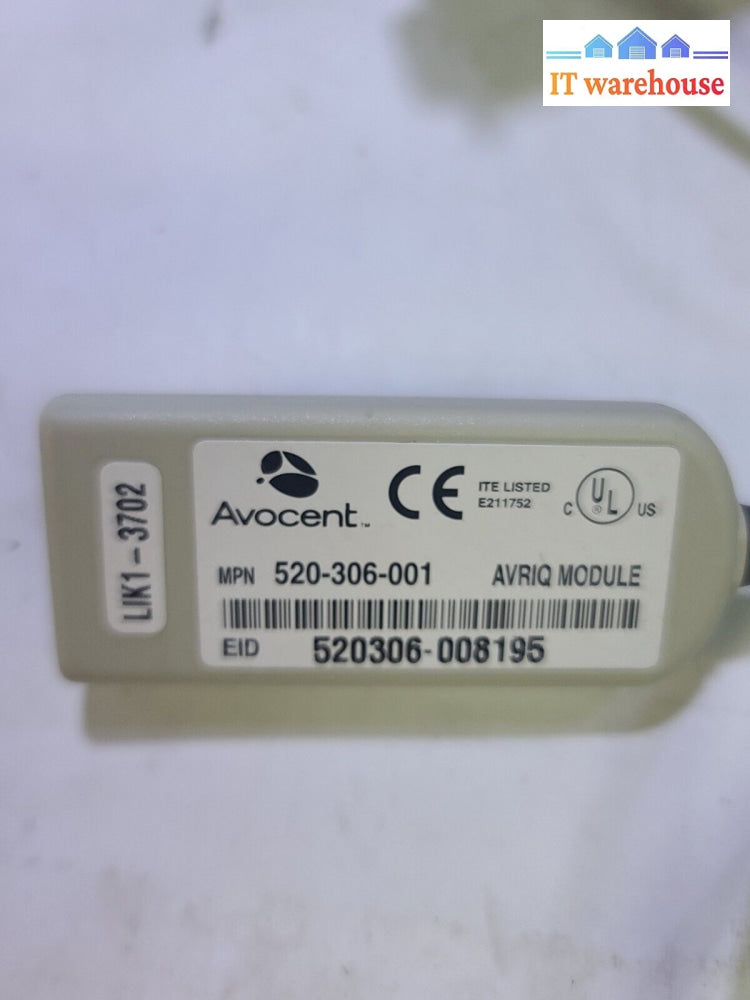 IT warehouse
LIK1-3702
Avocent™
CE
ITE LISTED
E211752
C UL ® US
MPN 520-306-001 AVRIQ MODULE
EID 520306-008195